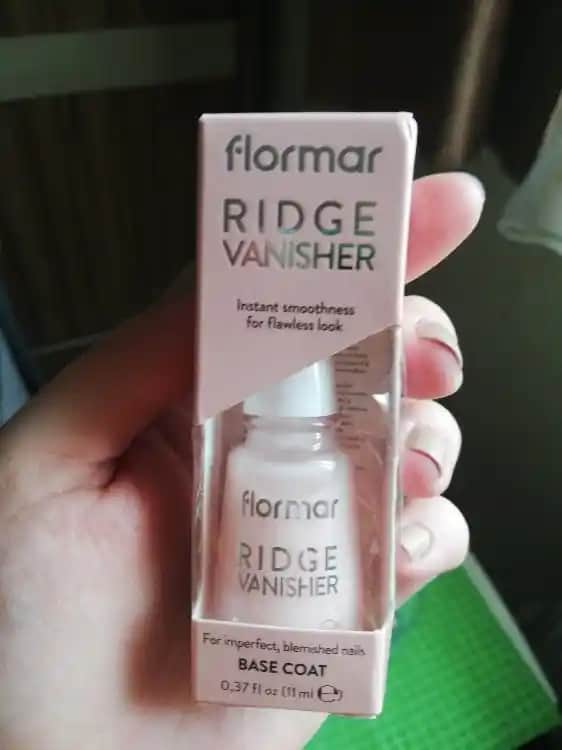 flormar
RIDGE
VANISHER
Instant smoothness
for flawless look
flormar
RIDGE
VANISHER
For imperfect, blemished nails
BASE COAT
0,37 fl oz (11 ml ℮)